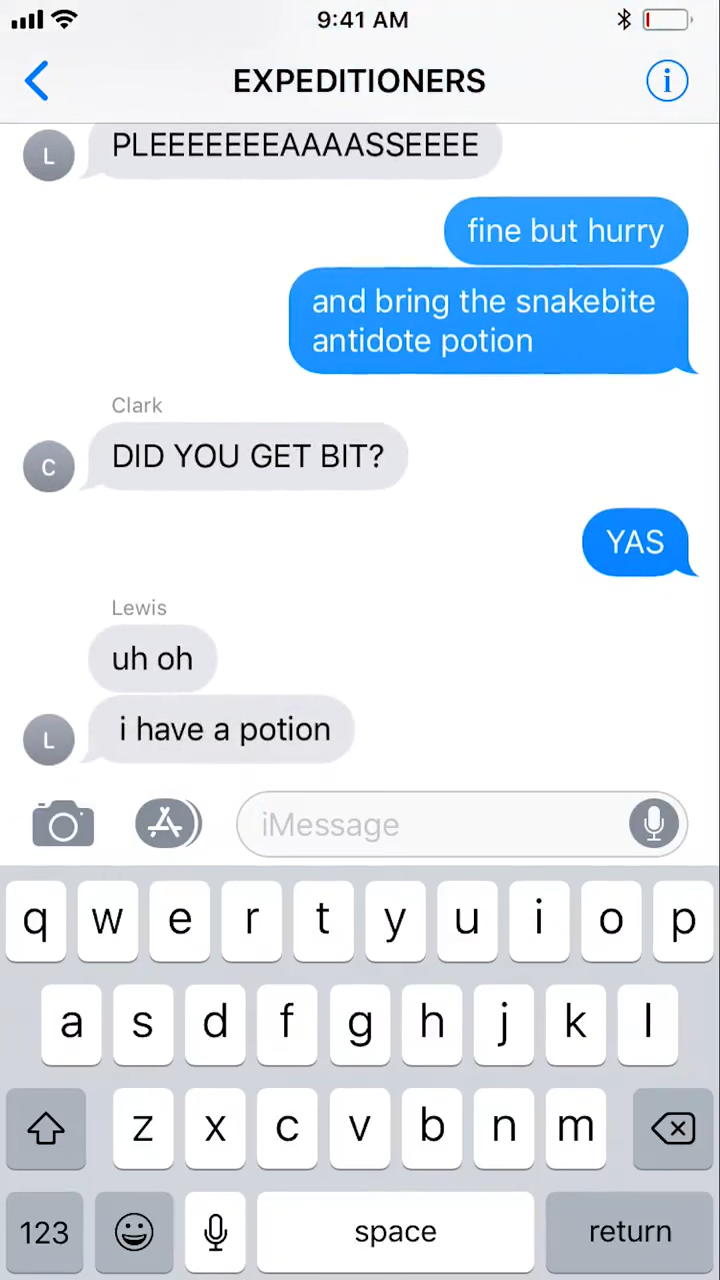 9:41 AM
EXPEDITIONERS
L
PLEEEEEEEAAAASSEEEE
fine but hurry
and bring the snakebite
antidote potion
Clark
C
DID YOU GET BIT?
YAS
Lewis
uh oh
L
i have a potion
iMessage
q w e r t y u i o p
a s d f g h j k l
z x c v b n m
123 space return